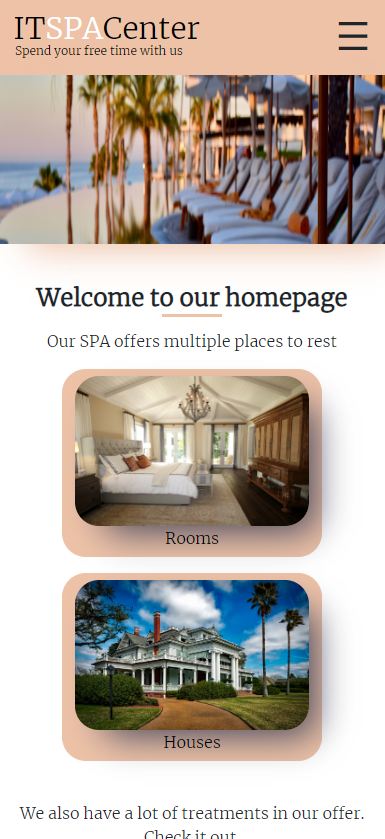 ITSPACenter
Spend your free time with us
Welcome to our homepage
Our SPA offers multiple places to rest
Rooms
Houses
We also have a lot of treatments in our offer.
Check it out